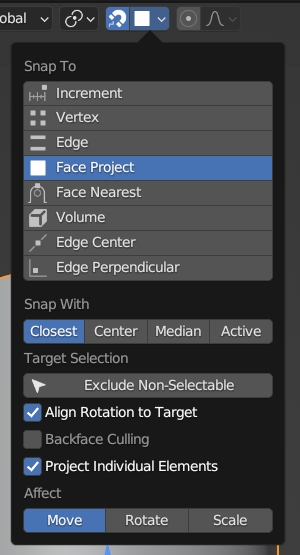 obal
Snap To
Increment
Vertex
Edge
Face Project
Face Nearest
Volume
Edge Center
Edge Perpendicular
Snap With
Closest Center Median Active
Target Selection
Exclude Non-Selectable
Align Rotation to Target
Backface Culling
Project Individual Elements
Affect
Move Rotate Scale